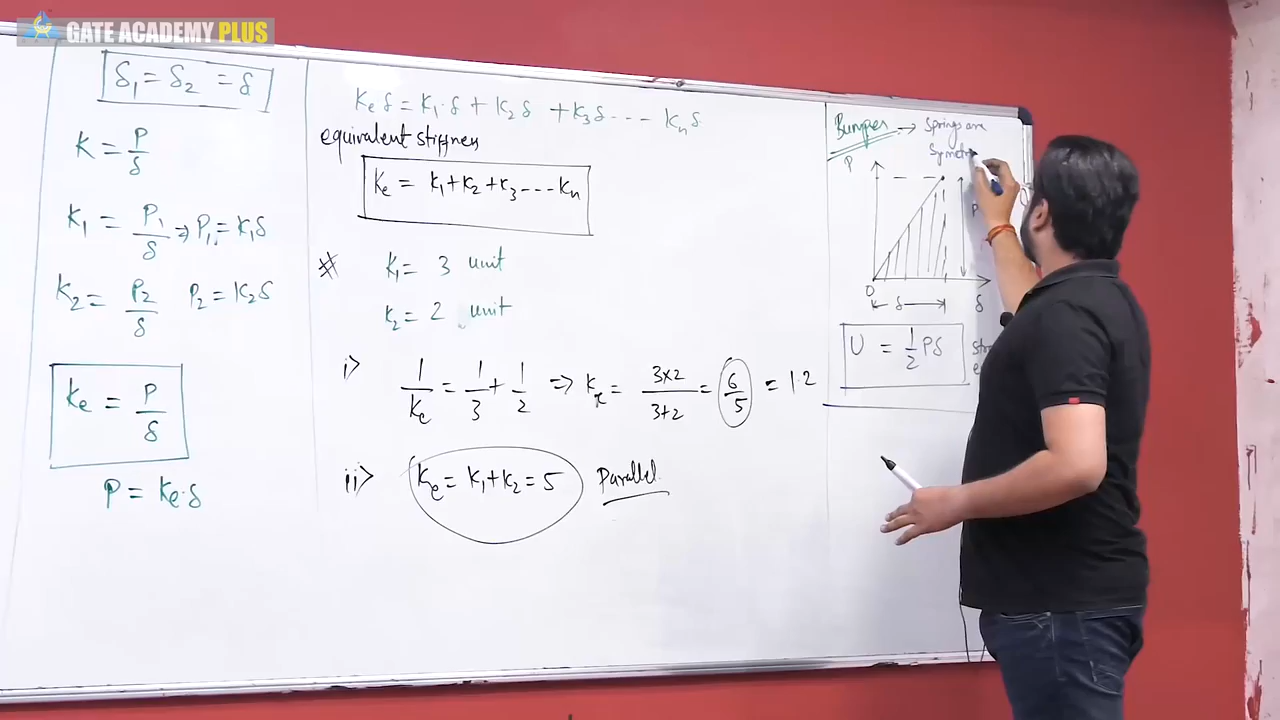 GATE ACADEMY PLUS
δ₁ = δ₂ = δ
K = P/δ
K₁ = P₁/δ → P₁ = K₁δ
K₂ = P₂/δ P₂ = K₂δ
Ke = P/δ
P = Ke·δ
Ke δ = K₁·δ + K₂δ + K₃δ --- Knδ
equivalent stiffness
Ke = K₁+K₂+K₃---- Kn
* K₁ = 3 unit
K₂ = 2 unit
i> 1/Ke = 1/3 + 1/2 ⇒ Ke = 3×2/3+2 = 6/5 = 1.2
ii> Ke = K₁+K₂ = 5 Parallel
Bumper → Springs are
P
P
O
δ δ
U = 1/2 Pδ